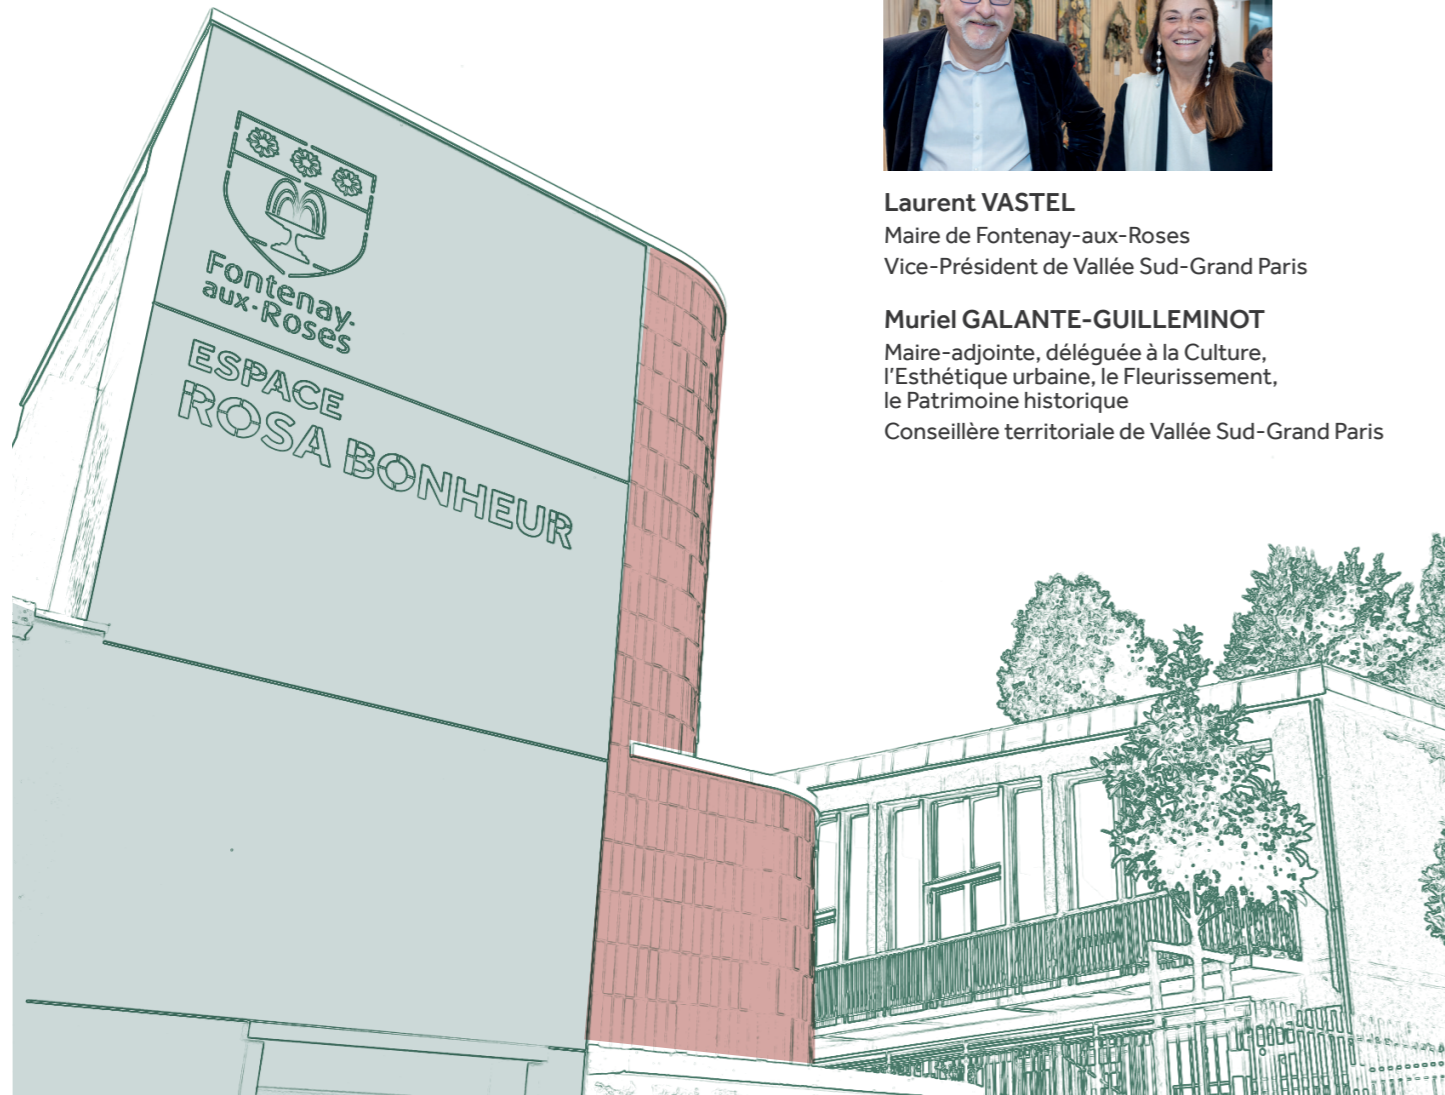 Laurent VASTEL
Maire de Fontenay-aux-Roses
Vice-Président de Vallée Sud-Grand Paris
Muriel GALANTE-GUILLEMINOT
Maire-adjointe, déléguée à la Culture,
l'Esthétique urbaine, le Fleurissement,
le Patrimoine historique
Conseillère territoriale de Vallée Sud-Grand Paris
Fontenay-
aux-Roses
ESPACE
ROSA BONHEUR